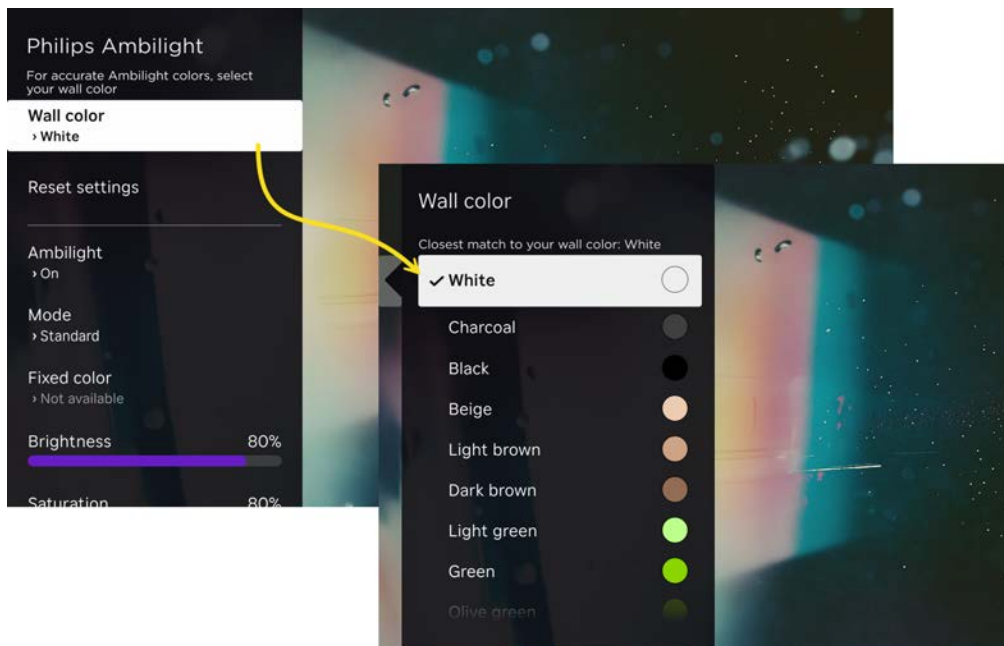 Philips Ambilight
For accurate Ambilight colors, select
your wall color
Wall color
› White
Reset settings
Ambilight
› On
Mode
› Standard
Fixed color
› Not available
Brightness 80%
Saturation 80%
Wall color
Closest match to your wall color: White
White
Charcoal
Black
Beige
Light brown
Dark brown
Light green
Green
Olive green